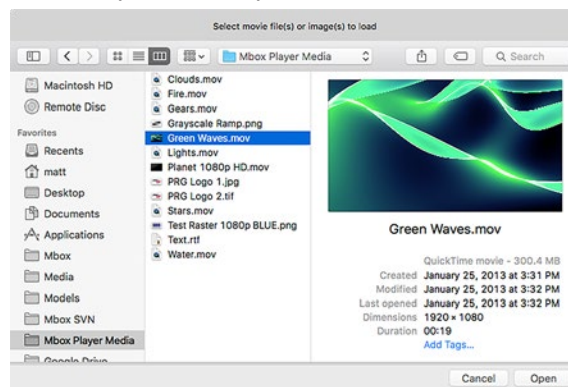 Select movie file(s) or image(s) to load
Mbox Player Media
Search
Macintosh HD
Remote Disc
Favorites
Recents
matt
Desktop
Documents
Applications
Mbox
Media
Models
Mbox SVN
Mbox Player Media
Google Drive
Clouds.mov
Fire.mov
Gears.mov
Grayscale Ramp.png
Green Waves.mov
Lights.mov
Planet 1080p HD.mov
PRG Logo 1.jpg
PRG Logo 2.tif
Stars.mov
Test Raster 1080p BLUE.png
Text.rtf
Water.mov
Green Waves.mov
QuickTime movie - 300.4 MB
Created January 25, 2013 at 3:31 PM
Modified January 25, 2013 at 3:32 PM
Last opened January 25, 2013 at 3:32 PM
Dimensions 1920 × 1080
Duration 00:19
Add Tags...
Cancel
Open